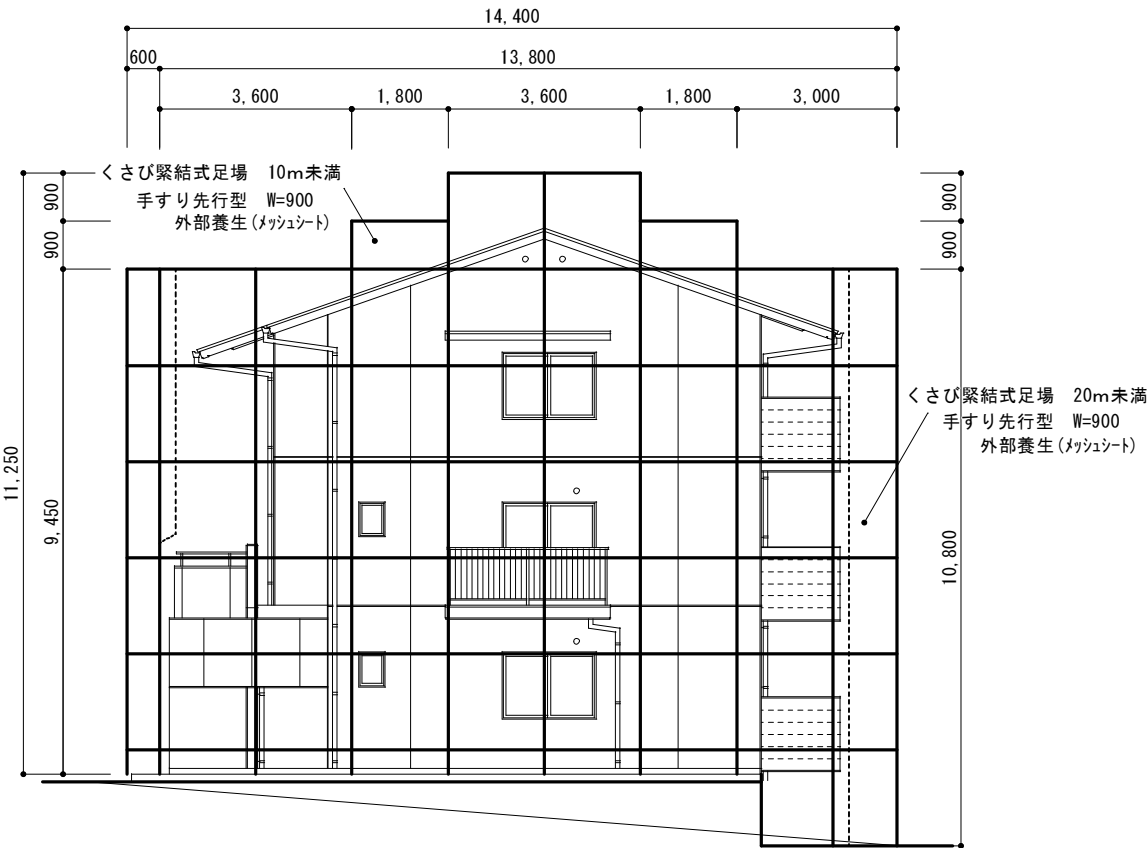 14,400
600
13,800
3,600
1,800
3,600
1,800
3,000
くさび緊結式足場 10m未満
手すり先行型 W=900
外部養生(メッシュシート)
900
900
11,250
9,450
900
900
10,800
くさび緊結式足場 20m未満
手すり先行型 W=900
外部養生(メッシュシート)